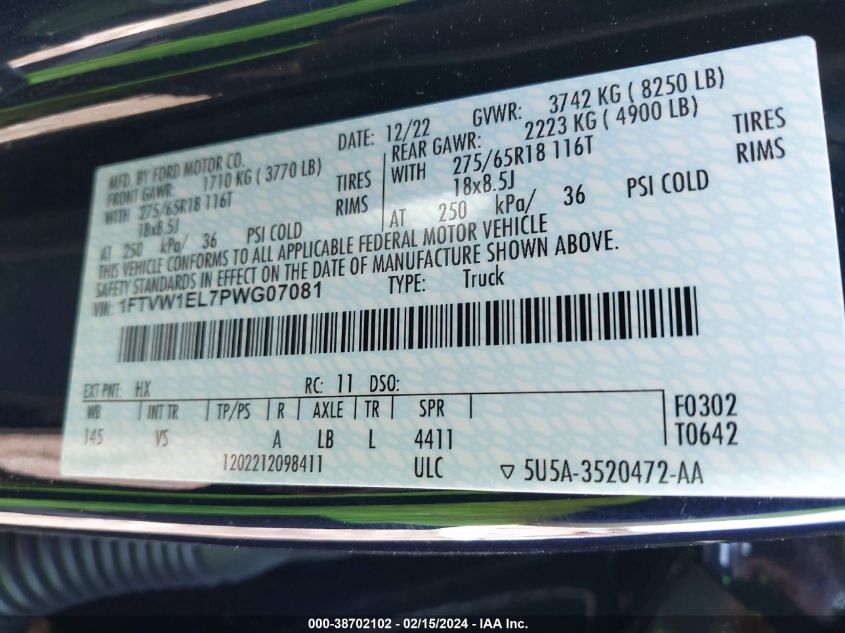 MFD. BY FORD MOTOR CO.
DATE: 12/22
GVWR: 3742 KG ( 8250 LB)
FRONT GAWR: 1710 KG ( 3770 LB)
REAR GAWR: 2223 KG ( 4900 LB)
WITH 275/65R18 116T TIRES
WITH 275/65R18 116T TIRES
18x8.5J RIMS
18x8.5J RIMS
AT 250 kPa/ 36 PSI COLD
AT 250 kPa/ 36 PSI COLD
THIS VEHICLE CONFORMS TO ALL APPLICABLE FEDERAL MOTOR VEHICLE
SAFETY STANDARDS IN EFFECT ON THE DATE OF MANUFACTURE SHOWN ABOVE.
VIN: 1FTVW1EL7PWG07081 TYPE: Truck
EXT PNT: HX RC: 11 DSO:
WB INT TR TP/PS R AXLE TR SPR F0302
145 VS A LB L 4411 T0642
1202212098411 ULC ▽ 5U5A-3520472-AA
000-38702102 - 02/15/2024 - IAA Inc.